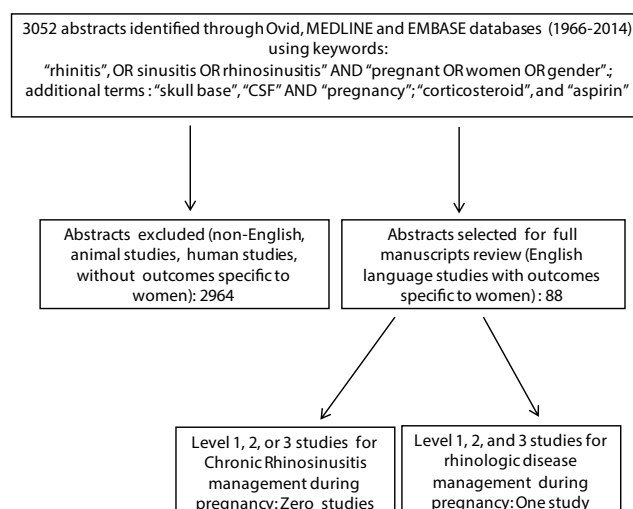 3052 abstracts identified through Ovid, MEDLINE and EMBASE databases (1966-2014)
using keywords:
“rhinitis”, OR sinusitis OR rhinosinusitis” AND “pregnant OR women OR gender”.;
additional terms : “skull base”, “CSF” AND “pregnancy”; “corticosteroid”, and “aspirin”
Abstracts excluded (non-English,
animal studies, human studies,
without outcomes specific to
women): 2964
Abstracts selected for full
manuscripts review (English
language studies with outcomes
specific to women) : 88
Level 1, 2, or 3 studies for
Chronic Rhinosinusitis
management during
pregnancy: Zero studies
Level 1, 2, and 3 studies for
rhinologic disease
management during
pregnancy: One study